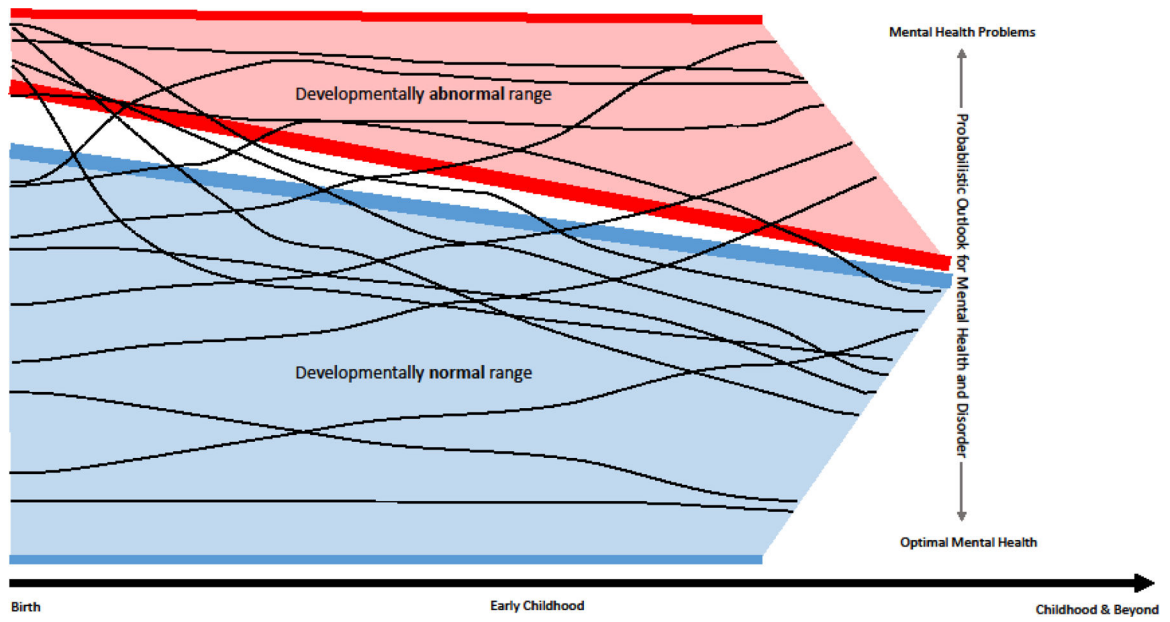 Mental Health Problems
Developmentally abnormal range
Probabilistic Outlook for Mental Health and Disorder
Developmentally normal range
Optimal Mental Health
Birth
Early Childhood
Childhood & Beyond